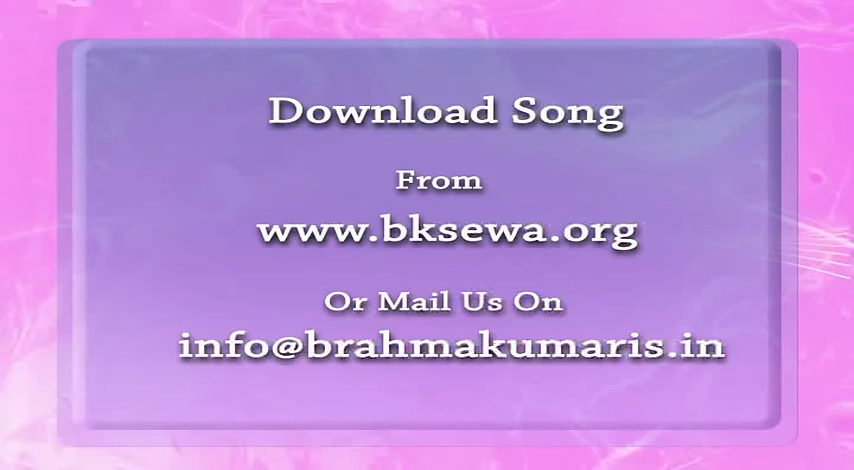 Download Song
From
www.bksewa.org
Or Mail Us On
info@brahmakumaris.in